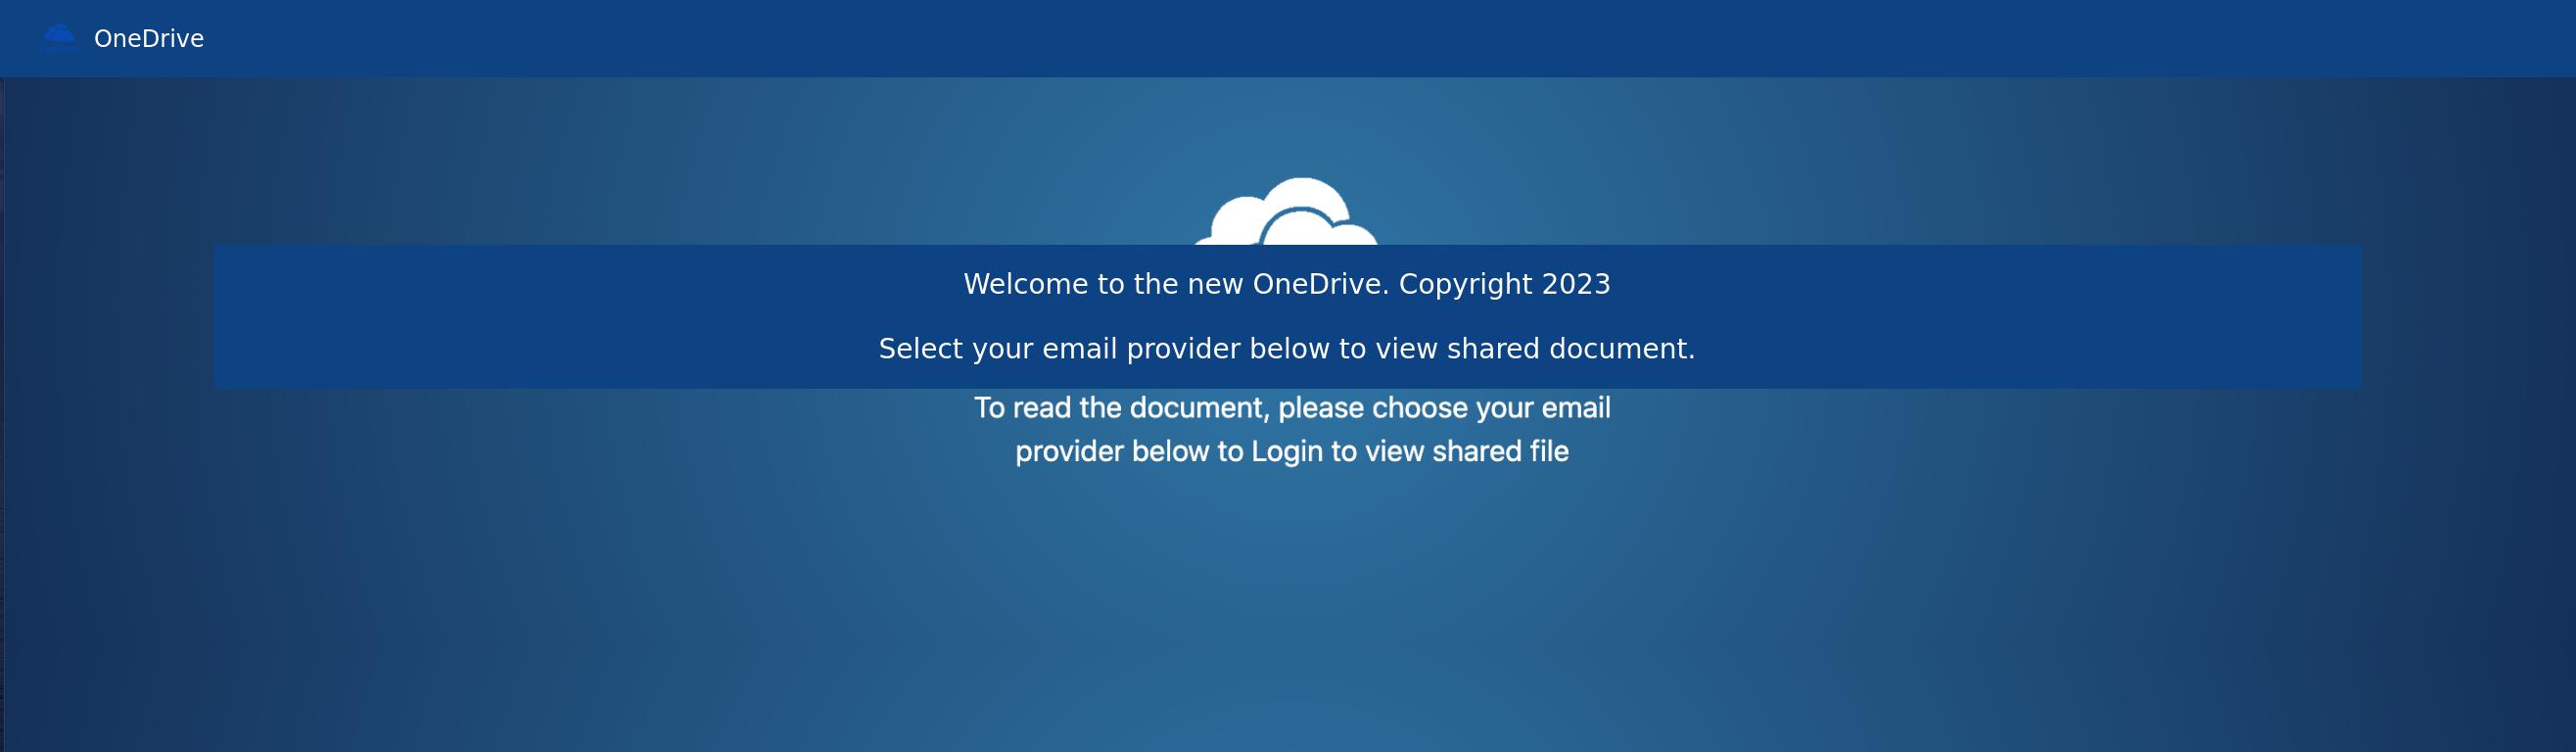 OneDrive
Welcome to the new OneDrive. Copyright 2023
Select your email provider below to view shared document.
To read the document, please choose your email
provider below to Login to view shared file